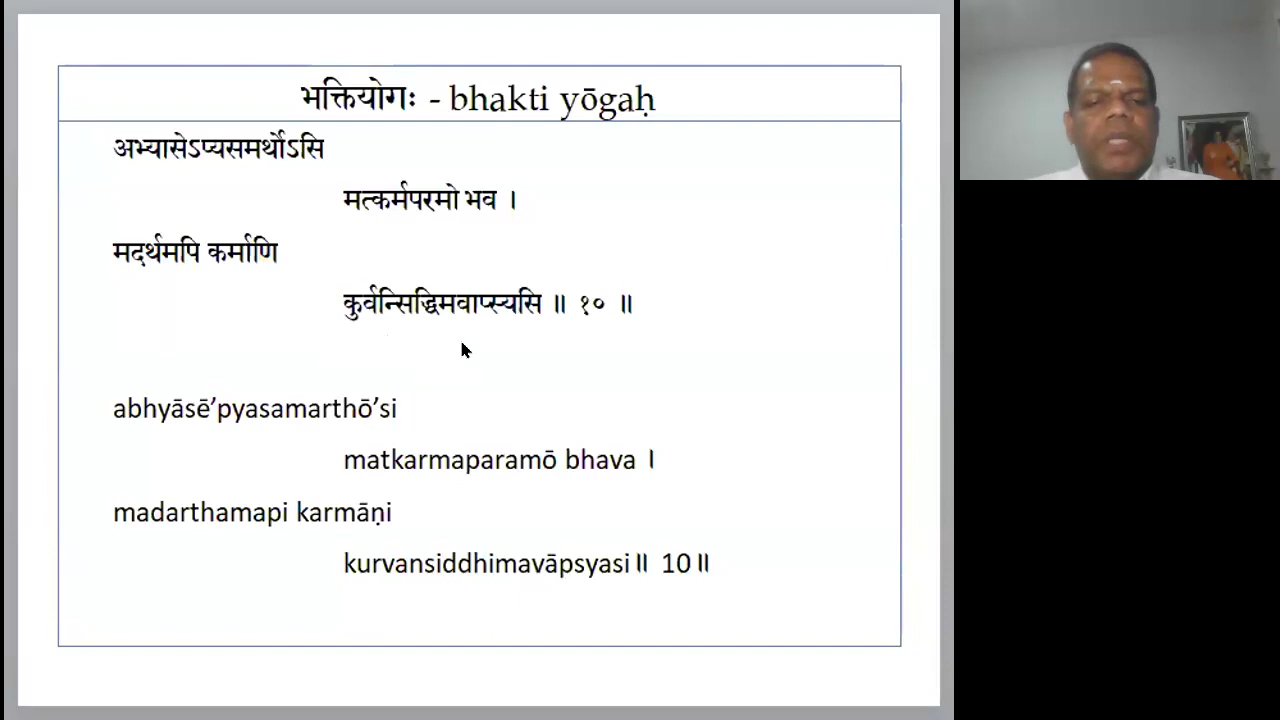 भक्तियोगः - bhakti yōgaḥ
अभ्यासेऽप्यसमर्थोऽसि
मत्कर्मपरमो भव ।
मदर्थमपि कर्माणि
कुर्वन्सिद्धिमवाप्स्यसि ॥ १० ॥
abhyāsē’pyasamarthō’si
matkarmaparamō bhava ।
madarthamapi karmāṇi
kurvansiddhimavāpsyasi॥ 10॥